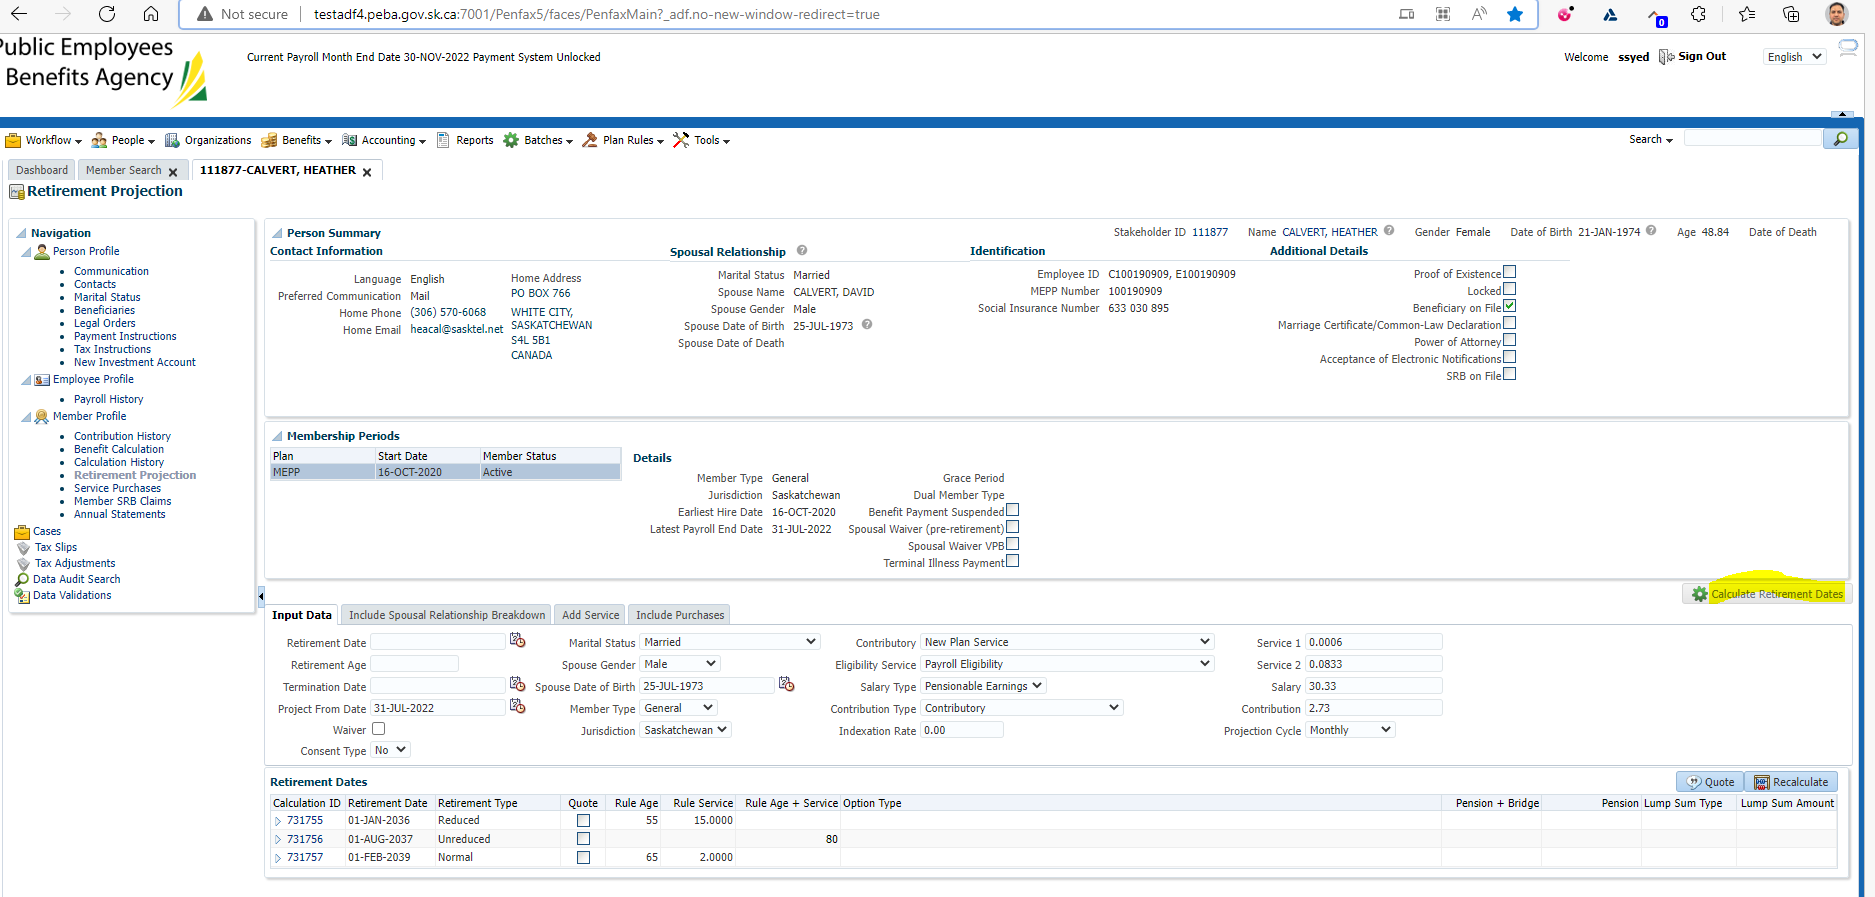 Not secure testadf4.peba.gov.sk.ca:7001/Penfax5/faces/PenfaxMain?_adf.no-new-window-redirect=true
0
Public Employees
Benefits Agency
Current Payroll Month End Date 30-NOV-2022 Payment System Unlocked
Welcome ssyed Sign Out English
Workflow People Organizations Benefits Accounting Reports Batches Plan Rules Tools Search
Dashboard Member Search 111877-CALVERT, HEATHER
Retirement Projection
Navigation
Person Profile
Communication
Contacts
Marital Status
Beneficiaries
Legal Orders
Payment Instructions
Tax Instructions
New Investment Account
Employee Profile
Payroll History
Member Profile
Contribution History
Benefit Calculation
Calculation History
Retirement Projection
Service Purchases
Member SRB Claims
Annual Statements
Cases
Tax Slips
Tax Adjustments
Data Audit Search
Data Validations
Person Summary
Stakeholder ID 111877 Name CALVERT, HEATHER Gender Female Date of Birth 21-JAN-1974 Age 48.84 Date of Death
Contact Information
Language English
Preferred Communication Mail
Home Phone (306) 570-6068
Home Email heacal@sasktel.net
Home Address
PO BOX 766
WHITE CITY,
SASKATCHEWAN
S4L 5B1
CANADA
Spousal Relationship
Marital Status Married
Spouse Name CALVERT, DAVID
Spouse Gender Male
Spouse Date of Birth 25-JUL-1973
Spouse Date of Death
Identification
Employee ID C100190909, E100190909
MEPP Number 100190909
Social Insurance Number 633 030 895
Additional Details
Proof of Existence
Locked
Beneficiary on File
Marriage Certificate/Common-Law Declaration
Power of Attorney
Acceptance of Electronic Notifications
SRB on File
Membership Periods
Plan Start Date Member Status
MEPP 16-OCT-2020 Active
Details
Member Type General
Jurisdiction Saskatchewan
Earliest Hire Date 16-OCT-2020
Latest Payroll End Date 31-JUL-2022
Grace Period
Dual Member Type
Benefit Payment Suspended
Spousal Waiver (pre-retirement)
Spousal Waiver VPB
Terminal Illness Payment
Calculate Retirement Dates
Input Data Include Spousal Relationship Breakdown Add Service Include Purchases
Retirement Date Marital Status Married Contributory New Plan Service Service 1 0.0006
Retirement Age Spouse Gender Male Eligibility Service Payroll Eligibility Service 2 0.0833
Termination Date Spouse Date of Birth 25-JUL-1973 Salary Type Pensionable Earnings Salary 30.33
Project From Date 31-JUL-2022 Member Type General Contribution Type Contributory Contribution 2.73
Waiver Jurisdiction Saskatchewan Indexation Rate 0.00 Projection Cycle Monthly
Consent Type No
Retirement Dates Quote Recalculate
Calculation ID Retirement Date Retirement Type Quote Rule Age Rule Service Rule Age + Service Option Type Pension + Bridge Pension Lump Sum Type Lump Sum Amount
731755 01-JAN-2036 Reduced 55 15.0000
731756 01-AUG-2037 Unreduced 80
731757 01-FEB-2039 Normal 65 2.0000